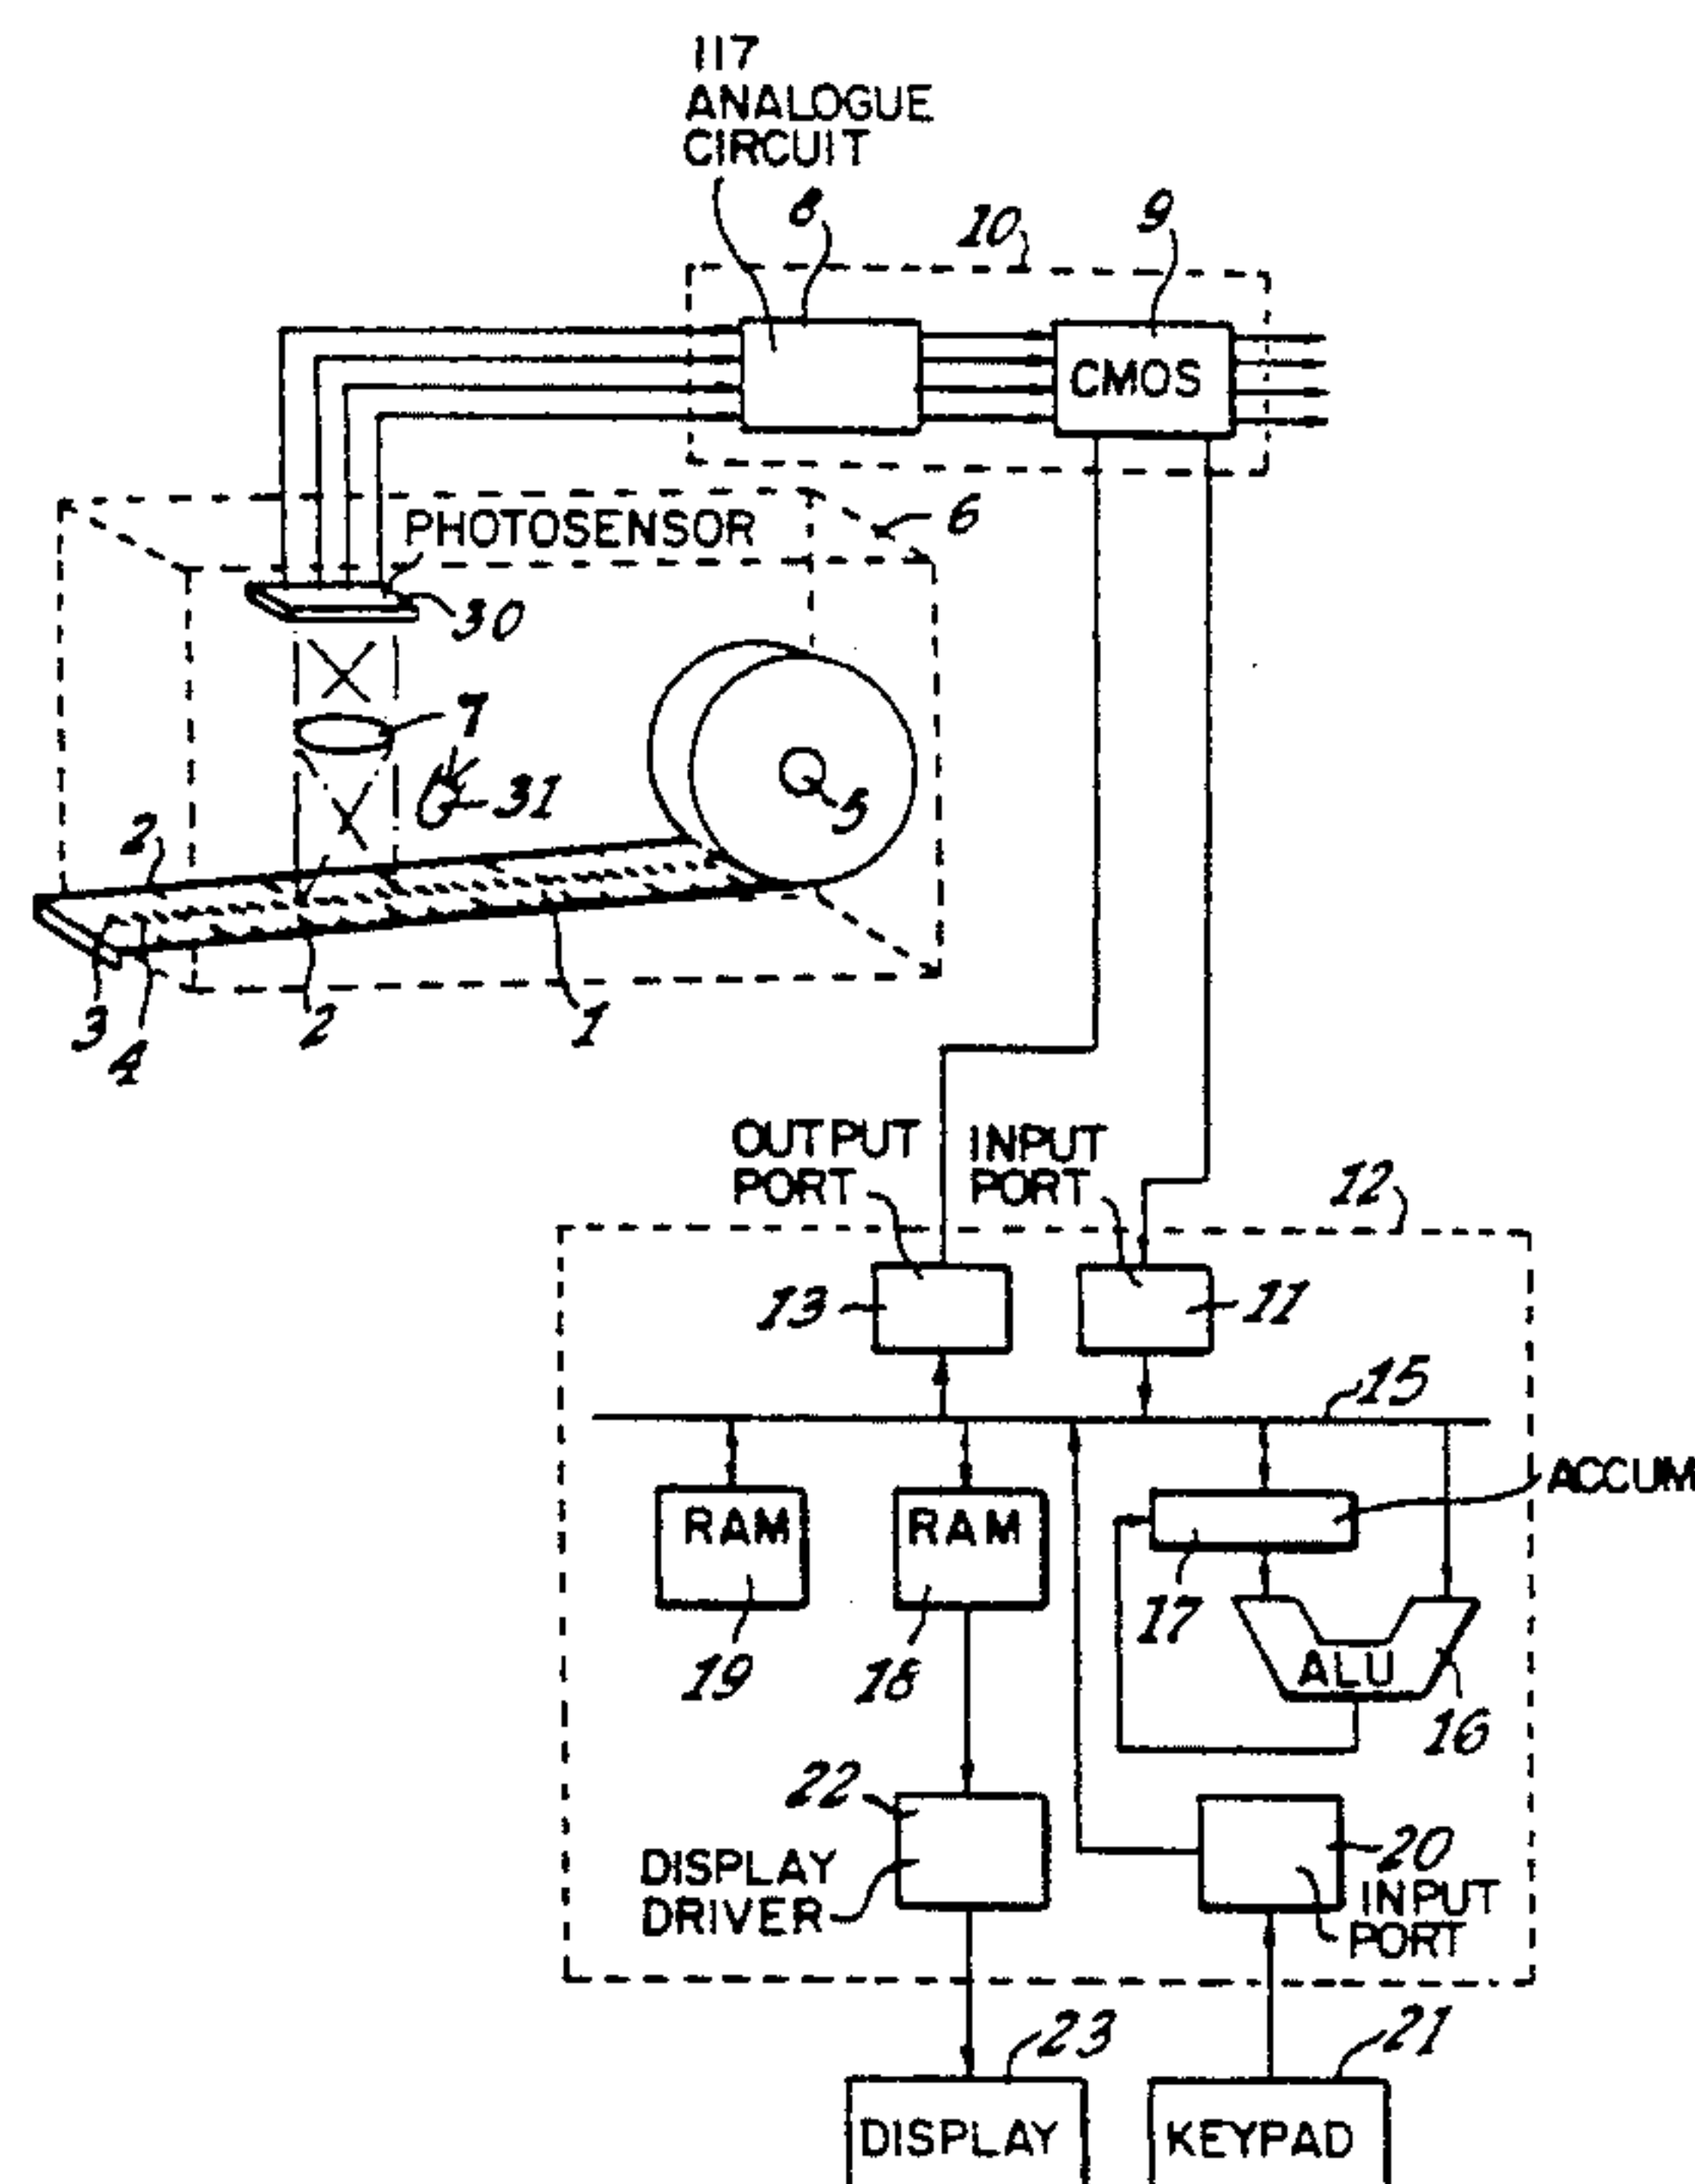 117
ANALOGUE
CIRCUIT
8
10
9
CMOS
PHOTOSENSOR
6
30
7
31
5
2
3
4
2
1
OUTPUT
PORT
INPUT
PORT
12
13
11
15
RAM
RAM
ACCUM
17
19
18
ALU
16
22
DISPLAY
DRIVER
20
INPUT
PORT
23
21
DISPLAY
KEYPAD